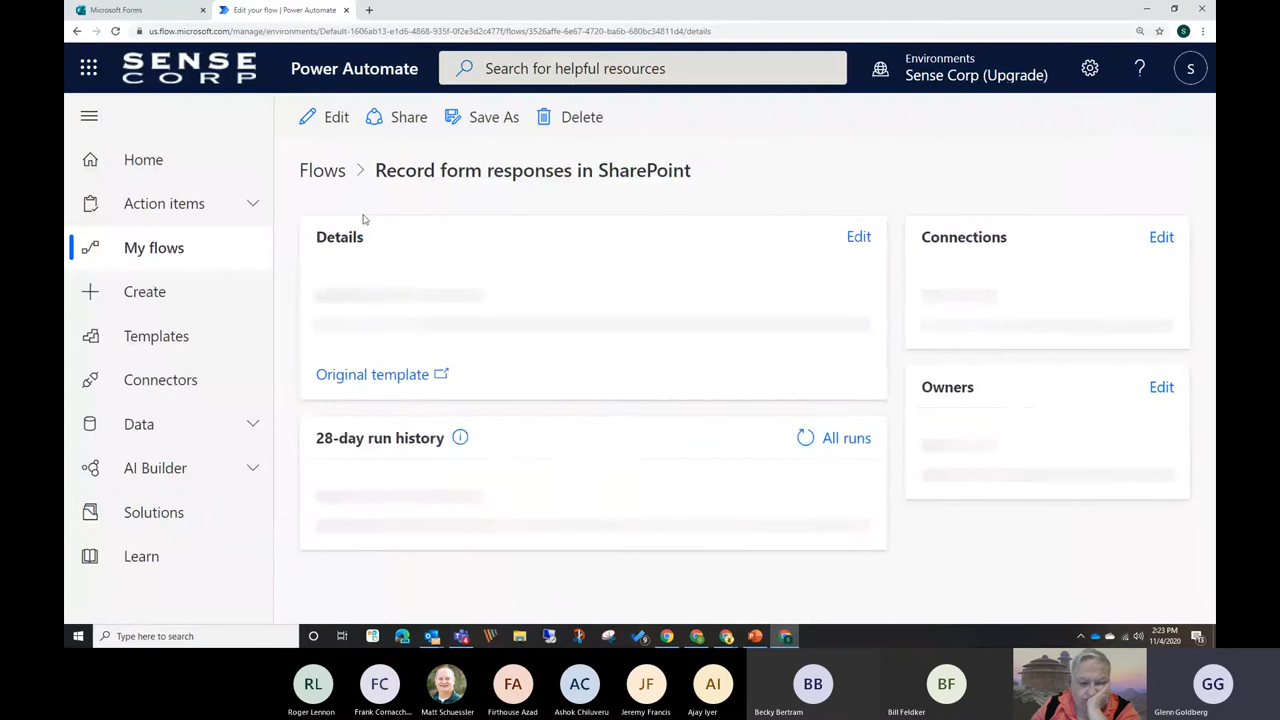 Microsoft Forms
Edit your flow | Power Automate
us.flow.microsoft.com/manage/environments/Default-1606ab13-e1d6-4868-935f-0f2e3d2c477f/flows/3526affe-6e67-4720-ba6b-680bc34811d4/details
SENSE CORP
Power Automate
Search for helpful resources
Environments
Sense Corp (Upgrade)
S
Edit
Share
Save As
Delete
Home
Action items
My flows
Create
Templates
Connectors
Data
AI Builder
Solutions
Learn
Flows > Record form responses in SharePoint
Details
Edit
Original template
28-day run history
All runs
Connections
Edit
Owners
Edit
Type here to search
2:23 PM
11/4/2020
RL
FC
FA
AC
JF
AI
BB
BF
GG
Roger Lennon
Frank Cornacch...
Matt Schuessler
Firthouse Azad
Ashok Chiluveru
Jeremy Francis
Ajay Iyer
Becky Bertram
Bill Feldker
Glenn Goldberg